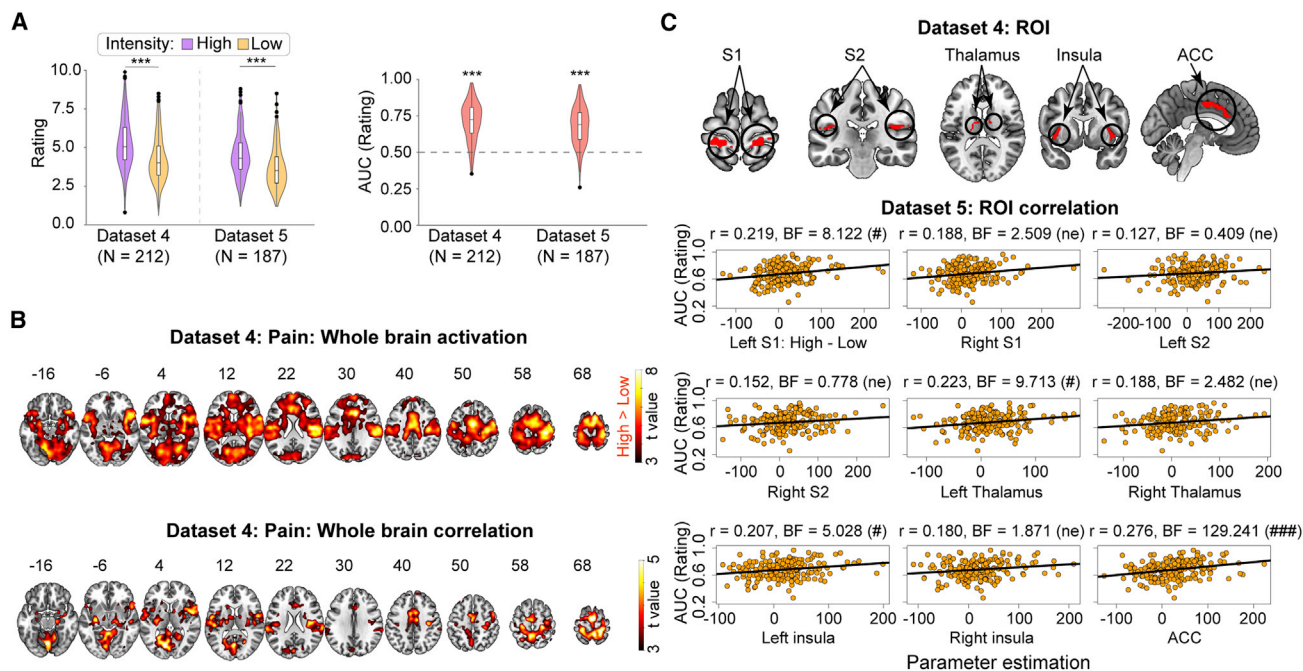 A
Intensity: High Low
*** ***
10.0
7.5
5.0
2.5
0.0
Rating
Dataset 4
(N = 212)
Dataset 5
(N = 187)
*** ***
1.00
0.75
0.50
0.25
0.00
AUC (Rating)
Dataset 4
(N = 212)
Dataset 5
(N = 187)
B
Dataset 4: Pain: Whole brain activation
-16 -6 4 12 22 30 40 50 58 68
High > Low
3 t value 8
Dataset 4: Pain: Whole brain correlation
-16 -6 4 12 22 30 40 50 58 68
3 t value 5
C
Dataset 4: ROI
S1 S2 Thalamus Insula ACC
Dataset 5: ROI correlation
r = 0.219, BF = 8.122 (#) r = 0.188, BF = 2.509 (ne) r = 0.127, BF = 0.409 (ne)
AUC (Rating)
0.2 0.6 1.0
-100 0 100 200
Left S1: High - Low
-100 0 100 200
Right S1
-200 -100 0 100 200
Left S2
r = 0.152, BF = 0.778 (ne) r = 0.223, BF = 9.713 (#) r = 0.188, BF = 2.482 (ne)
AUC (Rating)
0.2 0.6 1.0
-100 0 100 200
Right S2
-100 0 100
Left Thalamus
-100 0 100 200
Right Thalamus
r = 0.207, BF = 5.028 (#) r = 0.180, BF = 1.871 (ne) r = 0.276, BF = 129.241 (###)
AUC (Rating)
0.2 0.6 1.0
-100 0 100 200
Left insula
-100 0 100 200
Right insula
-100 0 100 200
ACC
Parameter estimation